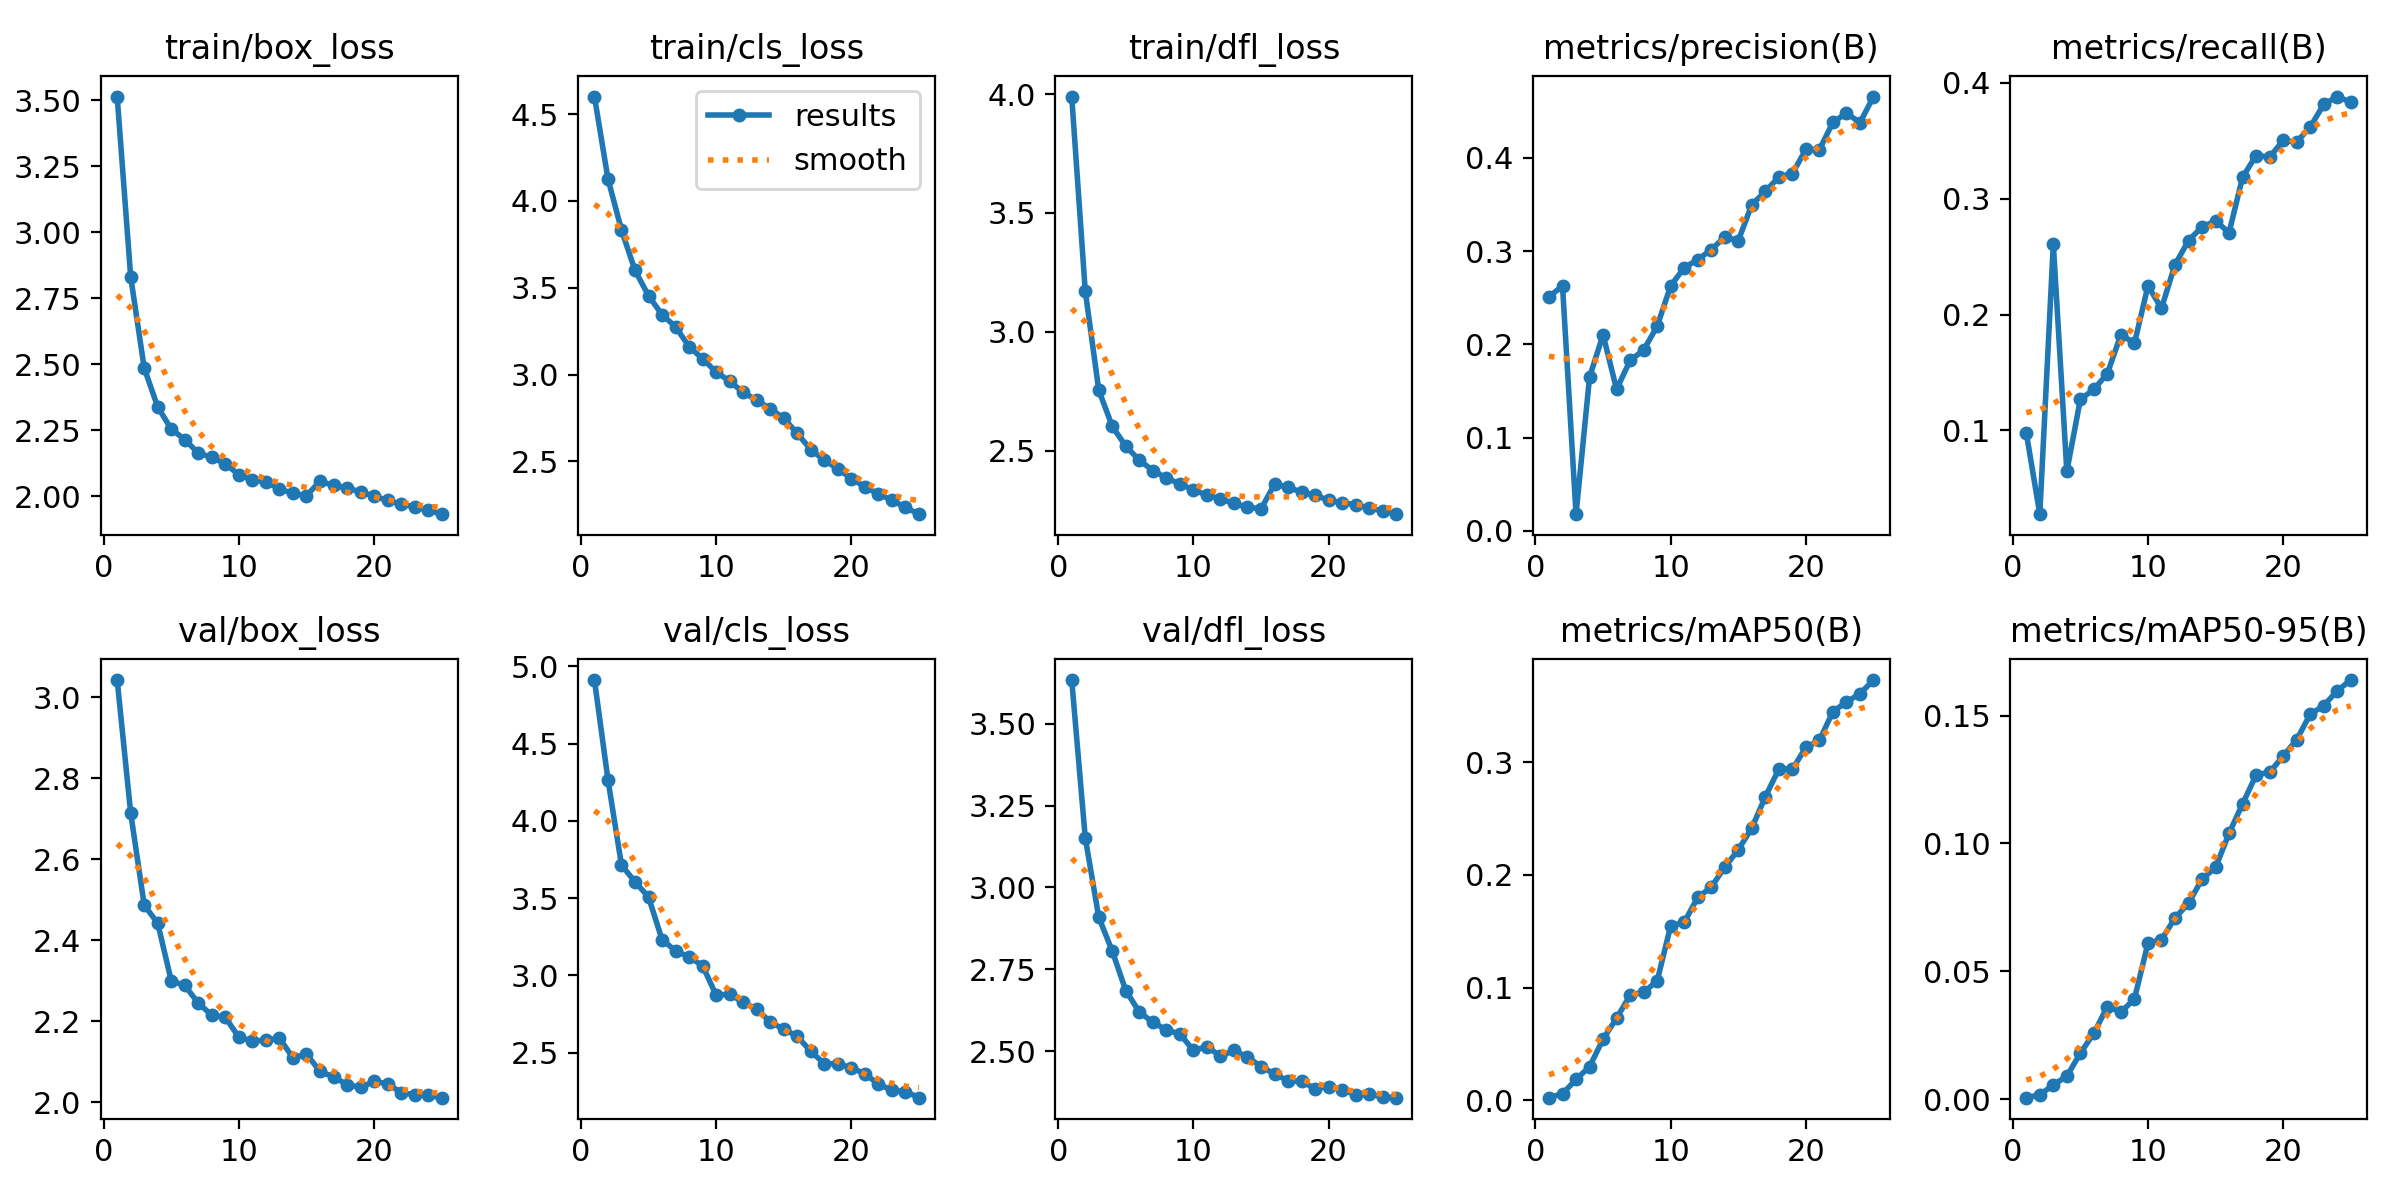 train/box_loss
3.50
3.25
3.00
2.75
2.50
2.25
2.00
0 10 20
train/cls_loss
results
smooth
4.5
4.0
3.5
3.0
2.5
0 10 20
train/dfl_loss
4.0
3.5
3.0
2.5
0 10 20
metrics/precision(B)
0.4
0.3
0.2
0.1
0.0
0 10 20
metrics/recall(B)
0.4
0.3
0.2
0.1
0 10 20
val/box_loss
3.0
2.8
2.6
2.4
2.2
2.0
0 10 20
val/cls_loss
5.0
4.5
4.0
3.5
3.0
2.5
0 10 20
val/dfl_loss
3.50
3.25
3.00
2.75
2.50
0 10 20
metrics/mAP50(B)
0.3
0.2
0.1
0.0
0 10 20
metrics/mAP50-95(B)
0.15
0.10
0.05
0.00
0 10 20